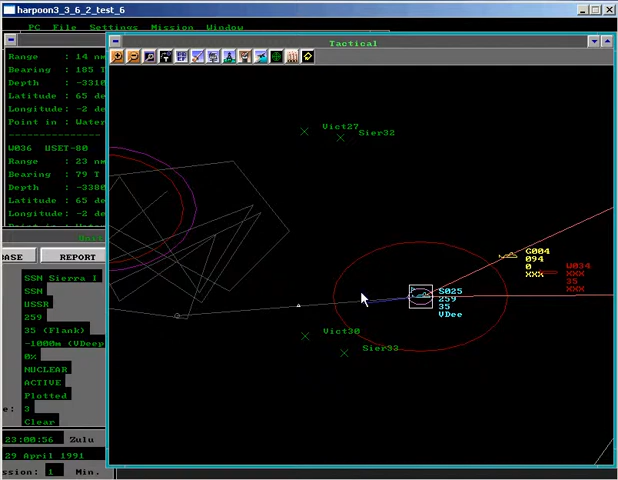 harpoon3_3_6_2_test_6
PC File Settings Mission Window
Tactical
Range : 14 nm
Bearing : 185 T
Depth : -3310
Latitude : 65 de
Longitude : -2 de
Point in : Water
W036 USET-80
Range : 23 nm
Bearing : 79 T
Depth : -3380
Latitude : 65 de
Longitude : -2 de
BASE REPORT
SSN Sierra I
SSN
USSR
259
35 (Flank)
-1000m (VDeep
0%
NUCLEAR
ACTIVE
Plotted
e: 3
Clear
23:00:56 Zulu
29 April 1991
ssion: 1 Min.
Vict27
Sier32
G004
094
0
XXX
W034
XXX
35
XXX
S025
259
35
VDee
Vict30
Sier33